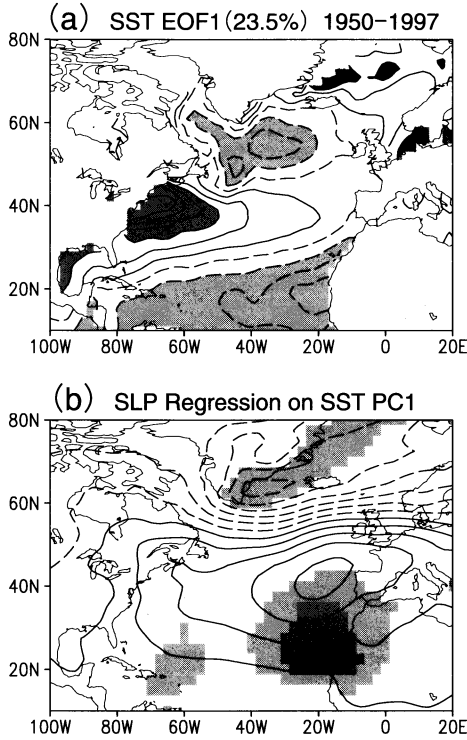 (a) SST EOF1(23.5%) 1950-1997
80N
60N
40N
20N
100W 80W 60W 40W 20W 0 20E
(b) SLP Regression on SST PC1
80N
60N
40N
20N
100W 80W 60W 40W 20W 0 20E